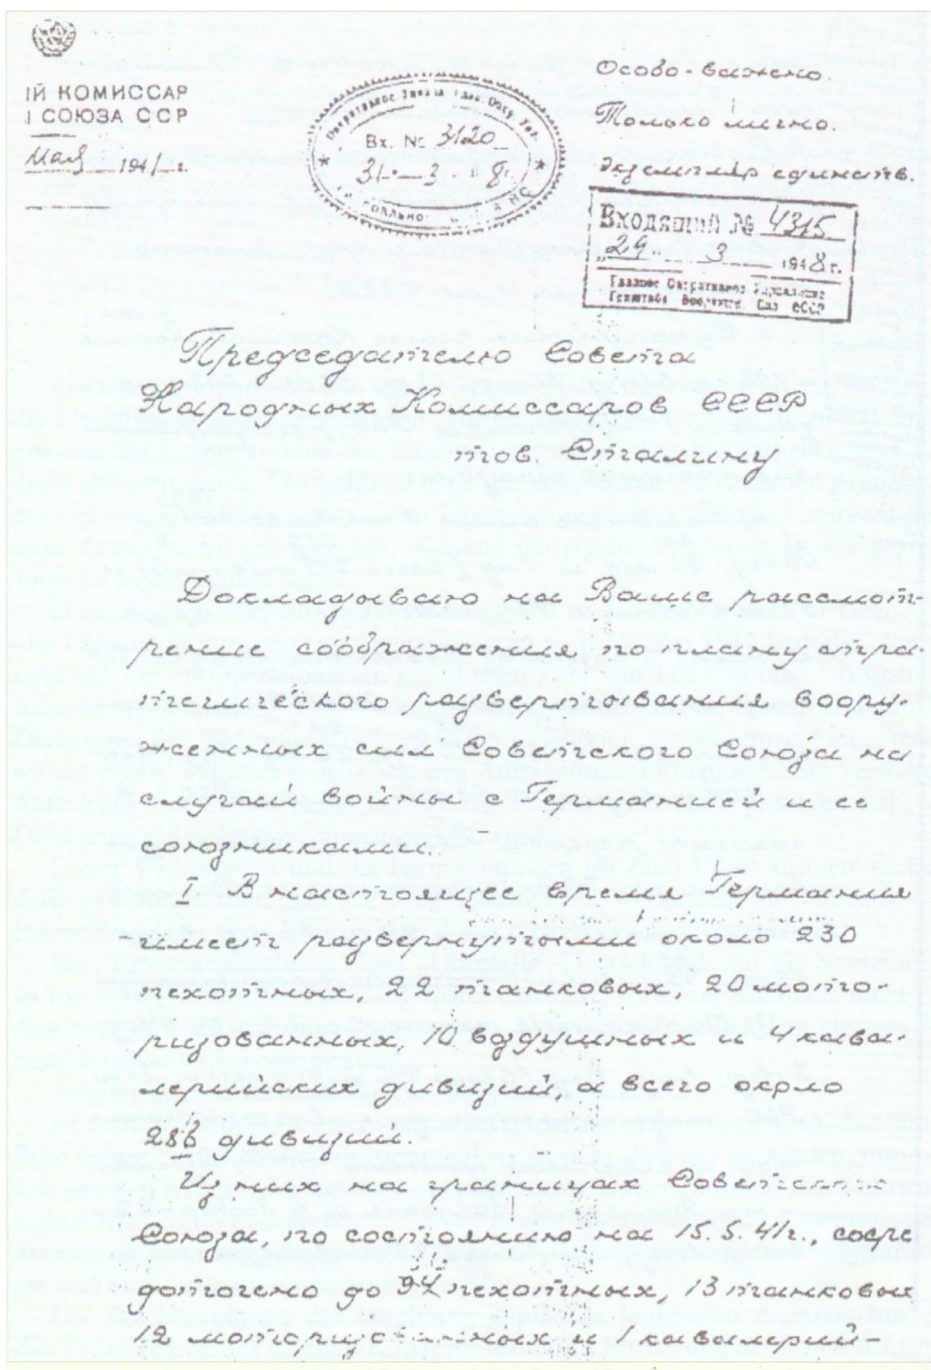 ІЙ КОМИССАР
СОЮЗА ССР
Мая 1941 г.
Вх. № 3120
31 - 3 - 8
Особо-важно.
Только лично.
Экземпляр единств.
ВХОДЯЩИЙ № 4315
29 3 1948 г.
Главное Оперативное Управление
Генштаба Вооружен. Сил СССР
Председателю Совета
Народных Комиссаров СССР
тов. Сталину
Докладываю на Ваше рассмот-
рение соображения по плану стра-
тегического развертывания воору-
женных сил Советского Союза на
случай войны с Германией и ее
союзниками.
I. В настоящее время Германия
имеет развернутыми около 230
пехотных, 22 танковых, 20 мото-
ризованных, 10 воздушных и 4 кава-
лерийских дивизий, а всего около
286 дивизий.
Из них на границах Советского
Союза, по состоянию на 15.5.41г., сосре
доточено до 94 пехотных, 13 танковых
12 моторизованных и 1 кавалерий-